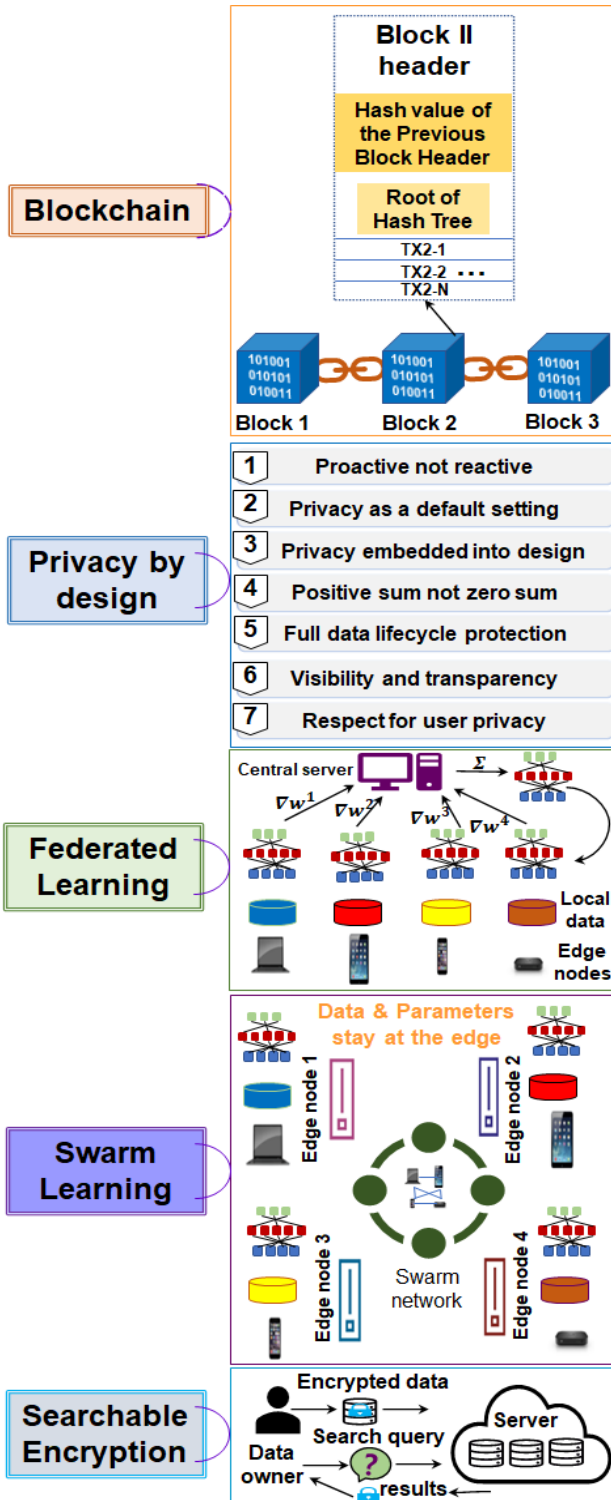 Blockchain
Block II
header
Hash value of
the Previous
Block Header
Root of
Hash Tree
TX2-1
TX2-2 ...
TX2-N
101001
010101
010011
101001
010101
010011
101001
010101
010011
Block 1
Block 2
Block 3
Privacy by
design
1 Proactive not reactive
2 Privacy as a default setting
3 Privacy embedded into design
4 Positive sum not zero sum
5 Full data lifecycle protection
6 Visibility and transparency
7 Respect for user privacy
Federated
Learning
Central server
Σ
∇w¹
∇w²
∇w³
∇w⁴
Local
data
Edge
nodes
Swarm
Learning
Data & Parameters
stay at the edge
Edge node 1
Edge node 2
Edge node 3
Edge node 4
Swarm
network
Searchable
Encryption
Encrypted data
Search query
Data
owner
?
results
Server